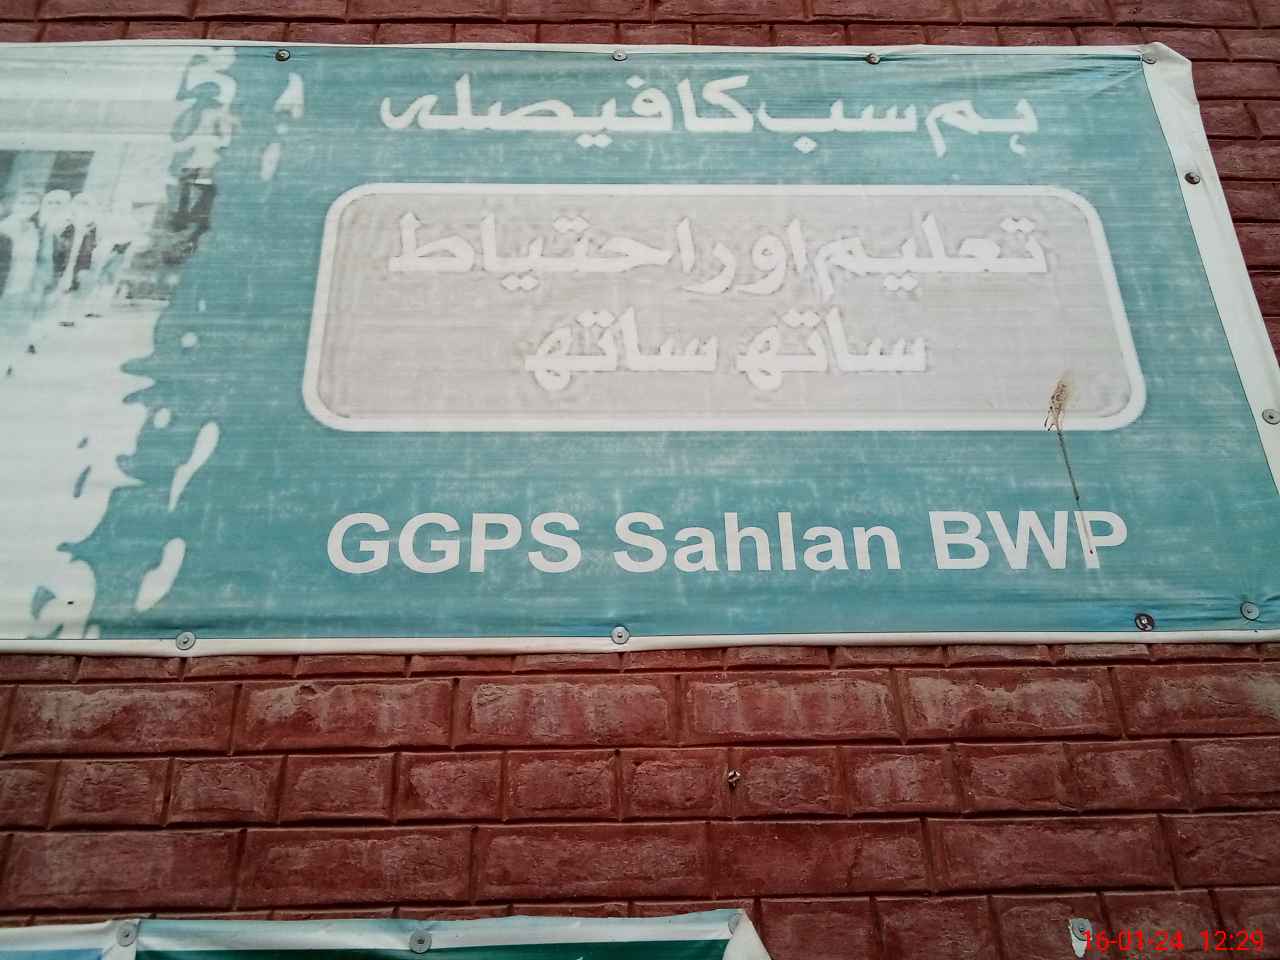 ہم سب کا فیصلہ
تعلیم اور احتیاط
ساتھ ساتھ
GGPS Sahlan BWP
16-01-24 12:29